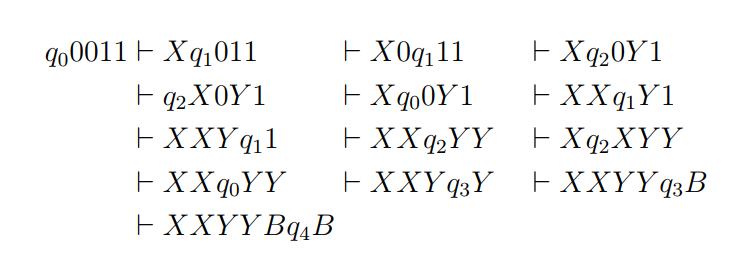 q₀0011 ⊢ Xq₁011 ⊢ X0q₁11 ⊢ Xq₂0Y1
⊢ q₂X0Y1 ⊢ Xq₀0Y1 ⊢ XXq₁Y1
⊢ XXYq₁1 ⊢ XXq₂YY ⊢ Xq₂XYY
⊢ XXq₀YY ⊢ XXYq₃Y ⊢ XXYYq₃B
⊢ XXYYBq₄B